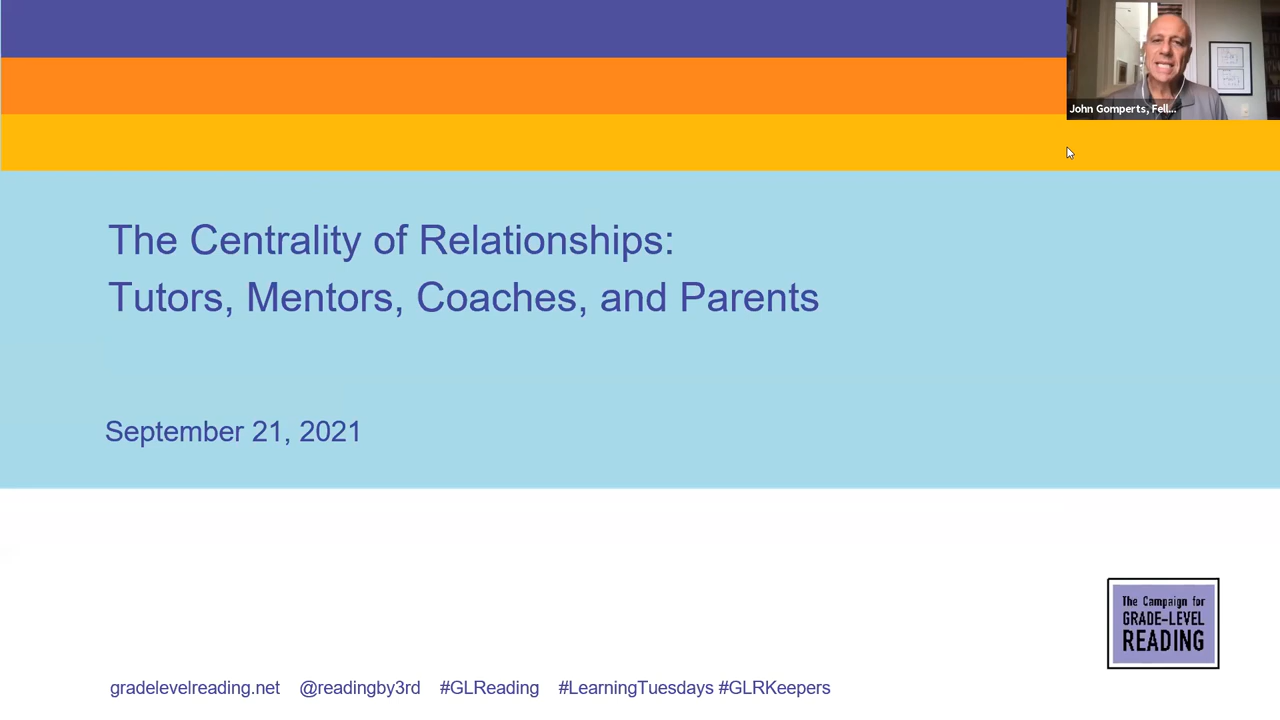 John Gomperts, Fell...
The Centrality of Relationships:
Tutors, Mentors, Coaches, and Parents
September 21, 2021
The Campaign for
GRADE-LEVEL
READING
gradelevelreading.net @readingby3rd #GLReading #LearningTuesdays #GLRKeepers